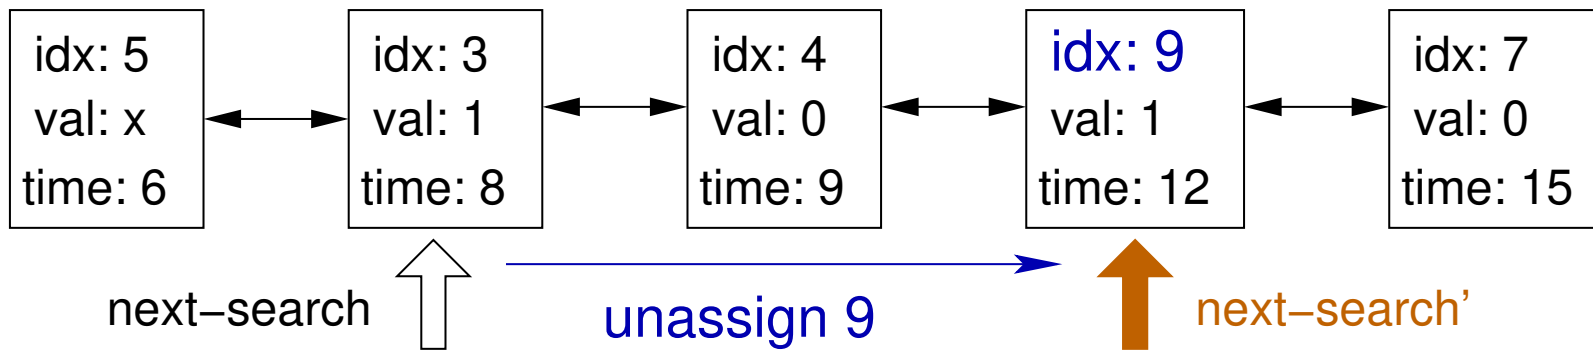 idx: 5
val: x
time: 6
idx: 3
val: 1
time: 8
idx: 4
val: 0
time: 9
idx: 9
val: 1
time: 12
idx: 7
val: 0
time: 15
next−search
unassign 9
next−search’